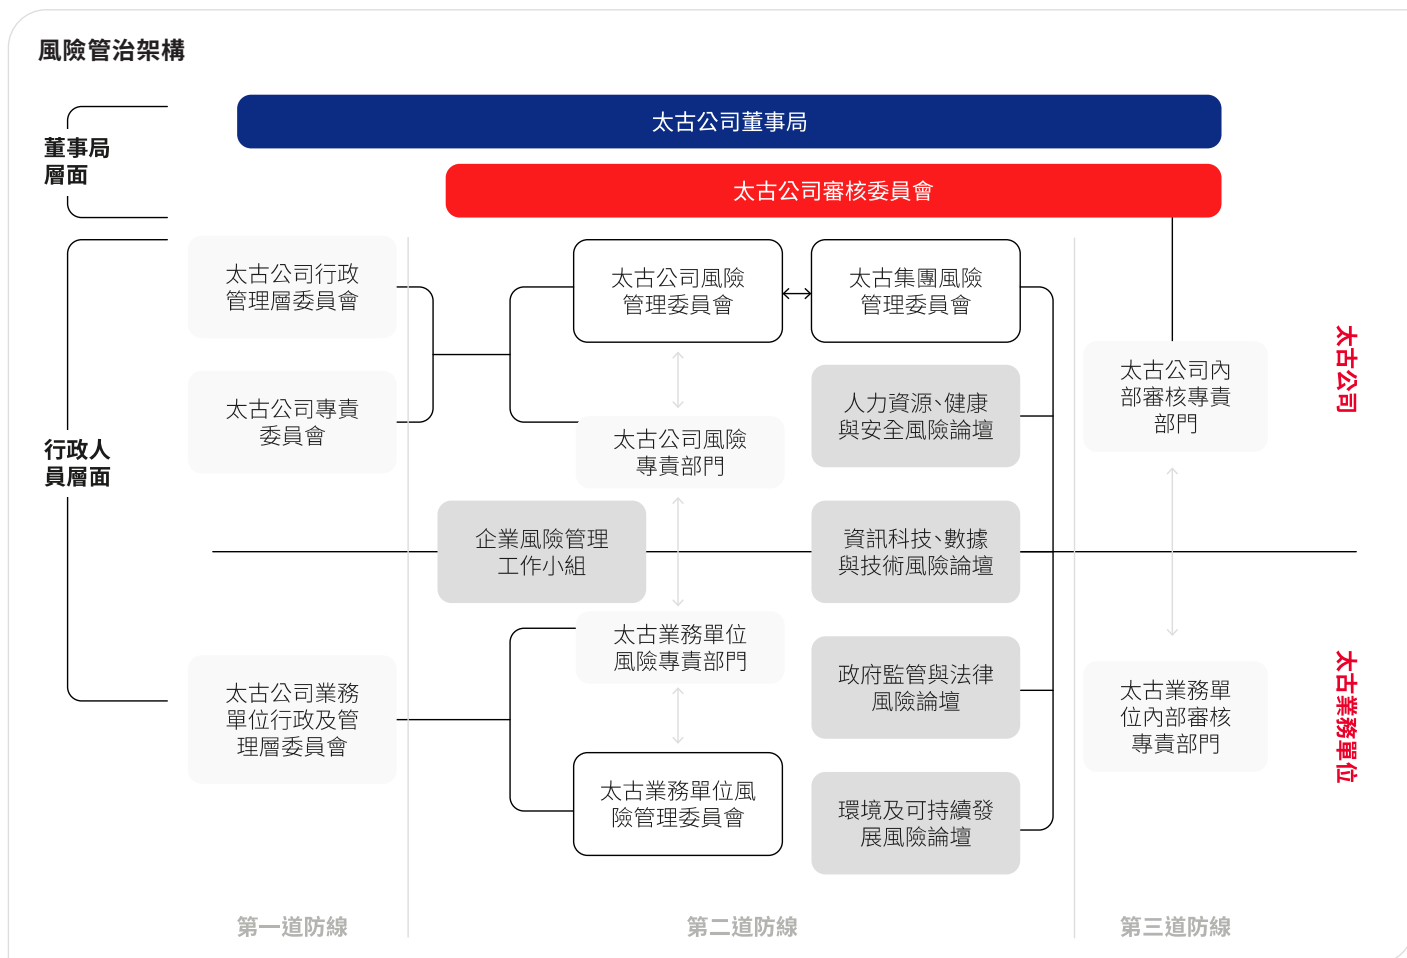 風險管治架構
董事局
層面
太古公司董事局
太古公司審核委員會
行政人
員層面
太古公司行政
管理層委員會
太古公司專責
委員會
太古公司業務
單位行政及管
理層委員會
太古公司風險
管理委員會
太古公司風險
專責部門
企業風險管理
工作小組
太古業務單位
風險專責部門
太古業務單位風
險管理委員會
太古集團風險
管理委員會
人力資源、健康
與安全風險論壇
資訊科技、數據
與技術風險論壇
政府監管與法律
風險論壇
環境及可持續發
展風險論壇
太古公司內
部審核專責
部門
太古業務單
位內部審核
專責部門
太古公司
太古業務單位
第一道防線
第二道防線
第三道防線